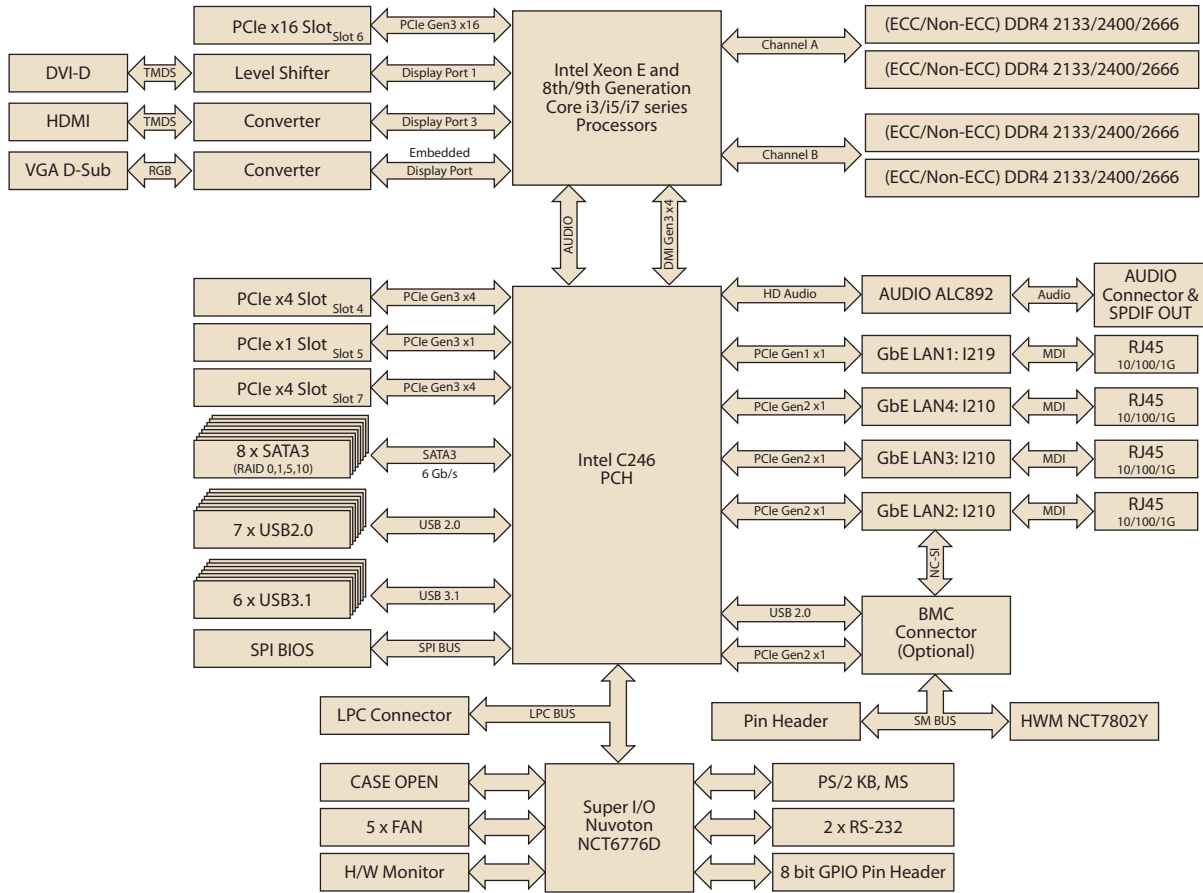 PCIe x16 Slot Slot 6
PCIe Gen3 x16
DVI-D
TMDS
Level Shifter
Display Port 1
HDMI
TMDS
Converter
Display Port 3
VGA D-Sub
RGB
Converter
Embedded
Display Port
Intel Xeon E and
8th/9th Generation
Core i3/i5/i7 series
Processors
Channel A
(ECC/Non-ECC) DDR4 2133/2400/2666
(ECC/Non-ECC) DDR4 2133/2400/2666
Channel B
(ECC/Non-ECC) DDR4 2133/2400/2666
(ECC/Non-ECC) DDR4 2133/2400/2666
AUDIO
DMI Gen3 x4
PCIe x4 Slot Slot 4
PCIe Gen3 x4
PCIe x1 Slot Slot 5
PCIe Gen3 x1
PCIe x4 Slot Slot 7
PCIe Gen3 x4
8 x SATA3
(RAID 0,1,5,10)
SATA3
6 Gb/s
7 x USB2.0
USB 2.0
6 x USB3.1
USB 3.1
SPI BIOS
SPI BUS
Intel C246
PCH
HD Audio
AUDIO ALC892
Audio
AUDIO
Connector &
SPDIF OUT
PCIe Gen1 x1
GbE LAN1: I219
MDI
RJ45
10/100/1G
PCIe Gen2 x1
GbE LAN4: I210
MDI
RJ45
10/100/1G
PCIe Gen2 x1
GbE LAN3: I210
MDI
RJ45
10/100/1G
PCIe Gen2 x1
GbE LAN2: I210
MDI
RJ45
10/100/1G
NC-SI
USB 2.0
PCIe Gen2 x1
BMC
Connector
(Optional)
LPC Connector
LPC BUS
Pin Header
SM BUS
HWM NCT7802Y
CASE OPEN
5 x FAN
H/W Monitor
Super I/O
Nuvoton
NCT6776D
PS/2 KB, MS
2 x RS-232
8 bit GPIO Pin Header